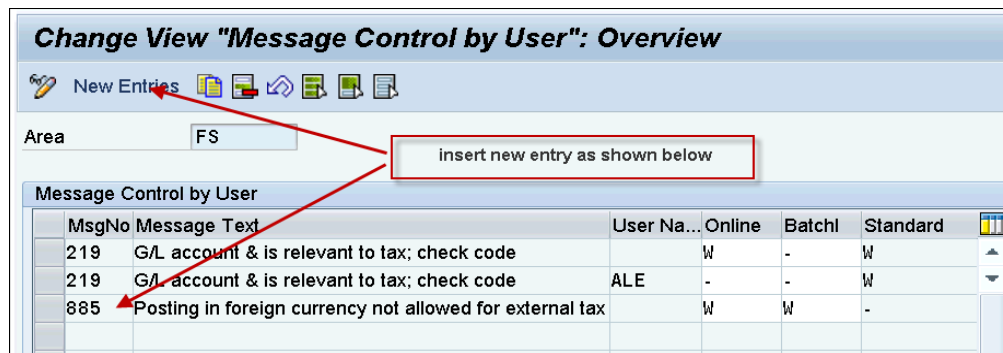 Change View "Message Control by User": Overview
New Entries
Area FS
insert new entry as shown below
Message Control by User
MsgNo Message Text User Na... Online BatchI Standard
219 G/L account & is relevant to tax; check code W - W
219 G/L account & is relevant to tax; check code ALE - - W
885 Posting in foreign currency not allowed for external tax W W -